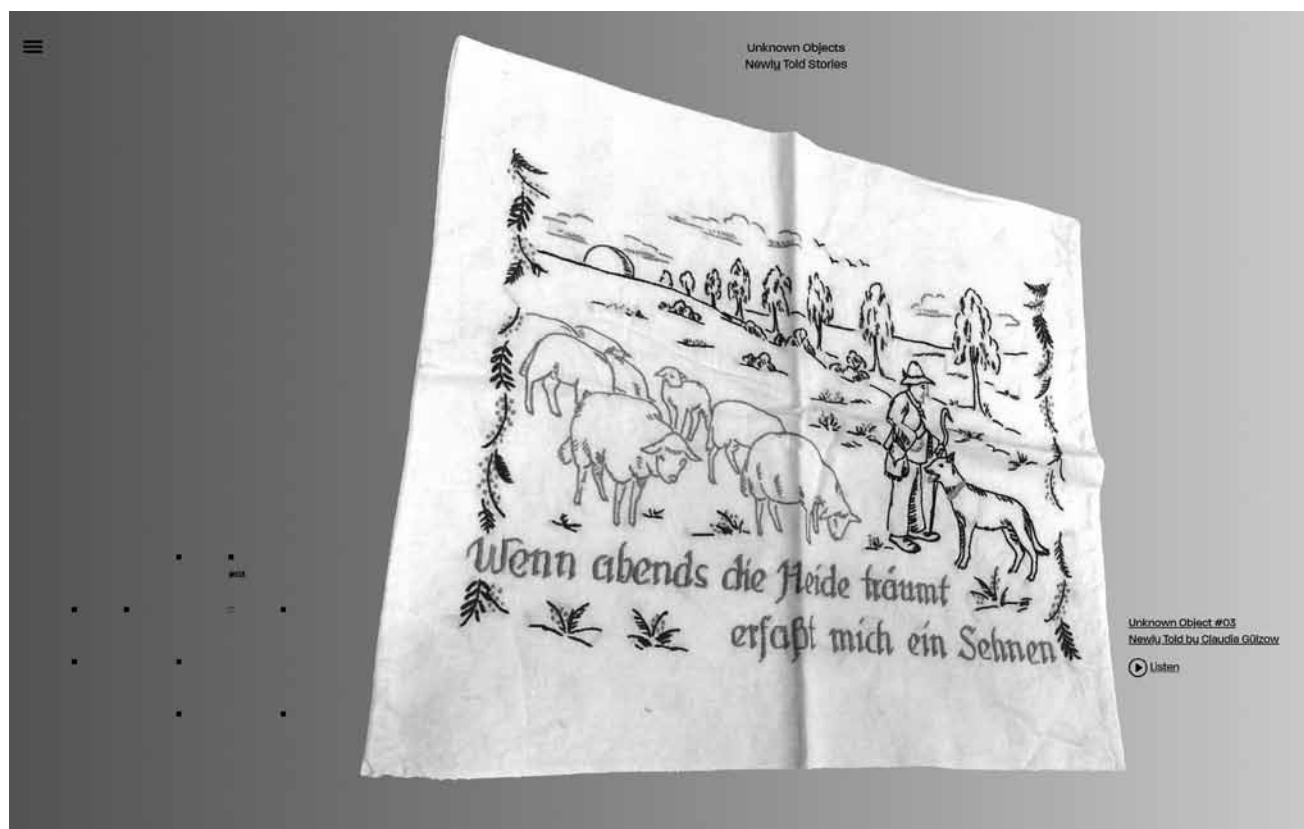 Unknown Objects
Newly Told Stories
Wenn abends die Heide träumt
erfaßt mich ein Sehnen
#03
Unknown Object #03
Newly Told by Claudia Gülzow
Listen